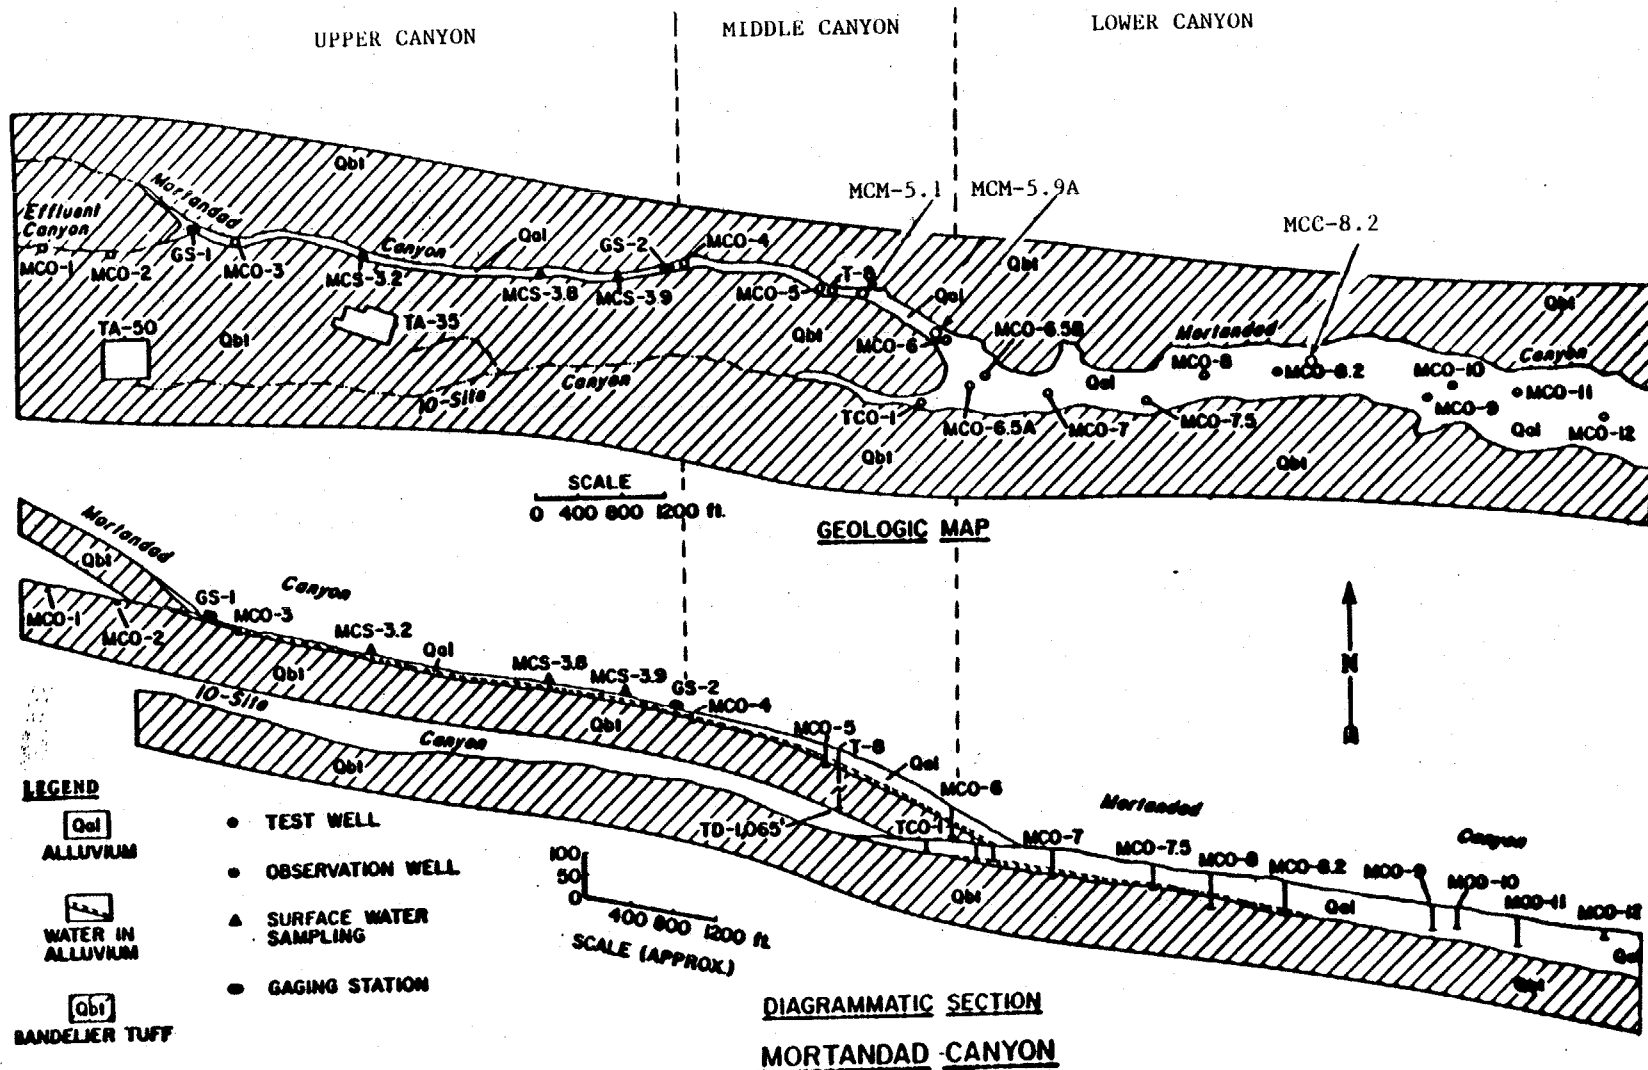 UPPER CANYON
MIDDLE CANYON
LOWER CANYON
Qbt
MCM-5.1
MCM-5.9A
MCC-8.2
Mortandad
Canyon
Effluent
Canyon
MCO-1
MCO-2
GS-1
MCO-3
MCS-3.2
Qal
MCS-3.8
MCS-3.9
GS-2
MCO-4
MCO-5
T-8
Qal
Qbt
MCO-6
MCO-6.5B
Mortandad
MCO-8
MCO-8.2
MCO-10
Canyon
MCO-11
MCO-9
Qal
MCO-12
Qbt
TA-50
Qbt
TA-35
Qbt
10-Site
Canyon
TCO-1
MCO-6.5A
MCO-7
Qal
MCO-7.5
Qbt
Qbt
SCALE
0 400 800 1200 ft.
GEOLOGIC MAP
Mortandad
Qbt
Canyon
MCO-1
MCO-2
GS-1
MCO-3
MCS-3.2
Qal
MCS-3.8
MCS-3.9
GS-2
MCO-4
Qbt
Qbt
10-Site
Canyon
Qbt
MCO-5
T-8
Qal
MCO-6
TD-1,065'
TCO-1
MCO-7
Mortandad
MCO-7.5
MCO-8
MCO-8.2
MCO-9
Canyon
MCO-10
MCO-11
MCO-12
Qbt
Qal
Qal
Qbt
N
LEGEND
Qal
ALLUVIUM
WATER IN
ALLUVIUM
Qbt
BANDELIER TUFF
TEST WELL
OBSERVATION WELL
SURFACE WATER
SAMPLING
GAGING STATION
100
50
0
400 800 1200 ft.
SCALE (APPROX.)
DIAGRAMMATIC SECTION
MORTANDAD CANYON